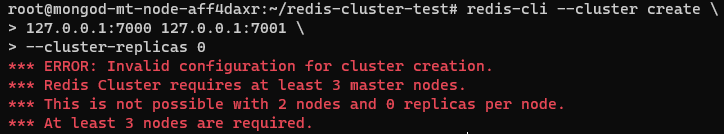 root@mongod-mt-node-aff4daxr:~/redis-cluster-test# redis-cli --cluster create \
> 127.0.0.1:7000 127.0.0.1:7001 \
> --cluster-replicas 0
*** ERROR: Invalid configuration for cluster creation.
*** Redis Cluster requires at least 3 master nodes.
*** This is not possible with 2 nodes and 0 replicas per node.
*** At least 3 nodes are required.